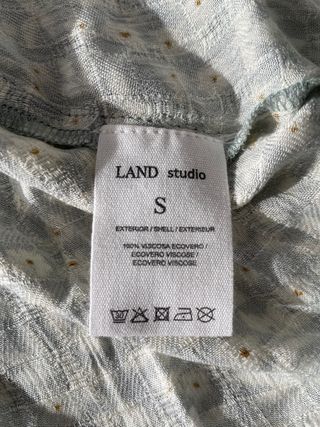 LAND studio
S
EXTERIOR / SHELL / EXTERIEUR
100% VISCOSA ECOVERO /
ECOVERO VISCOSE /
ECOVERO VISCOSE